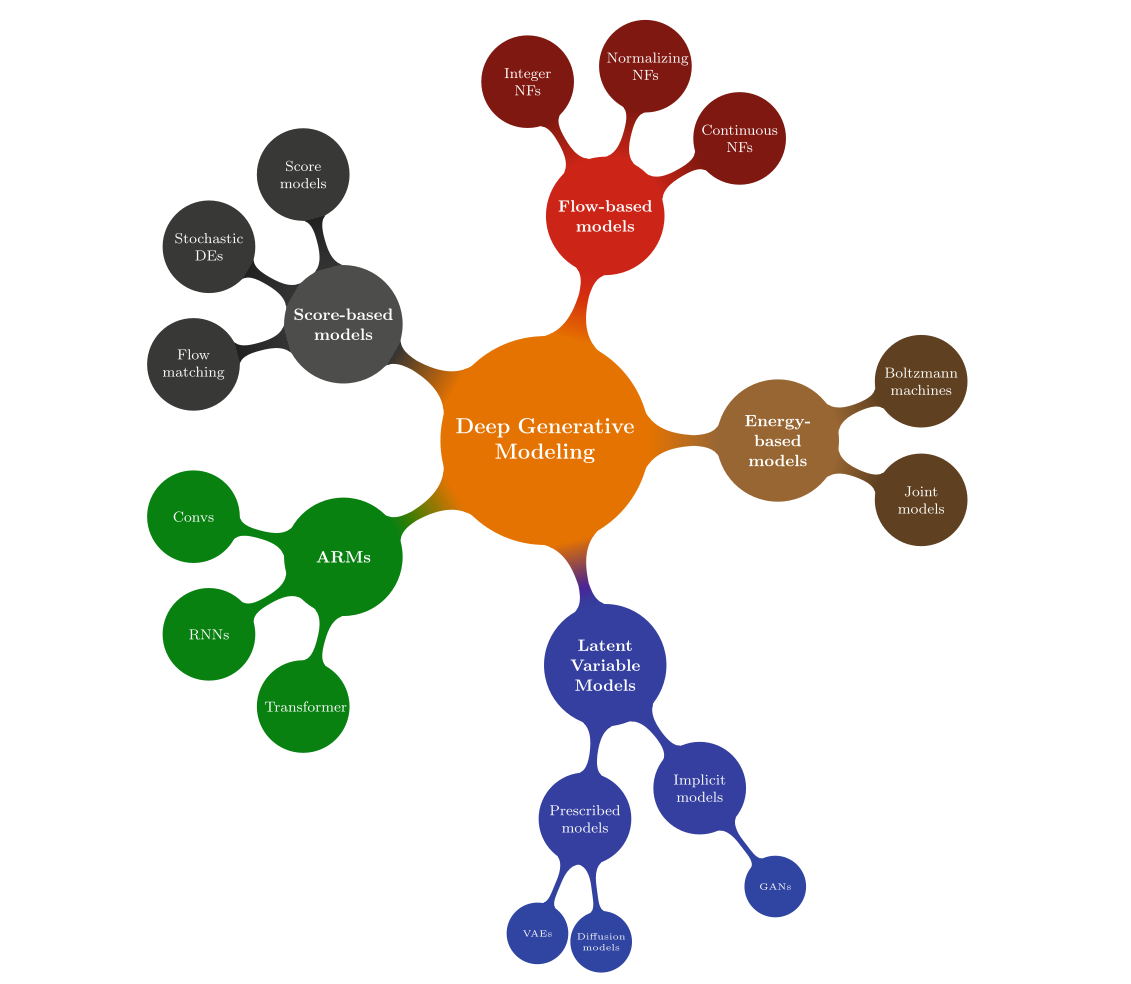 Integer
NFs
Normalizing
NFs
Continuous
NFs
Flow-based
models
Score
models
Stochastic
DEs
Flow
matching
Score-based
models
Deep Generative
Modeling
Energy-
based
models
Boltzmann
machines
Joint
models
ARMs
Convs
RNNs
Transformer
Latent
Variable
Models
Prescribed
models
Implicit
models
VAEs
Diffusion
models
GANs